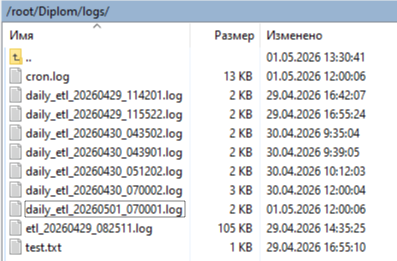 /root/Diplom/logs/
Имя Размер Изменено
.. 01.05.2026 13:30:41
cron.log 13 KB 01.05.2026 12:00:06
daily_etl_20260429_114201.log 2 KB 29.04.2026 16:42:07
daily_etl_20260429_115522.log 2 KB 29.04.2026 16:55:24
daily_etl_20260430_043502.log 2 KB 30.04.2026 9:35:04
daily_etl_20260430_043901.log 2 KB 30.04.2026 9:39:05
daily_etl_20260430_051202.log 2 KB 30.04.2026 10:12:03
daily_etl_20260430_070002.log 3 KB 30.04.2026 12:00:04
daily_etl_20260501_070001.log 2 KB 01.05.2026 12:00:06
etl_20260429_082511.log 105 KB 29.04.2026 14:35:25
test.txt 1 KB 29.04.2026 16:55:10